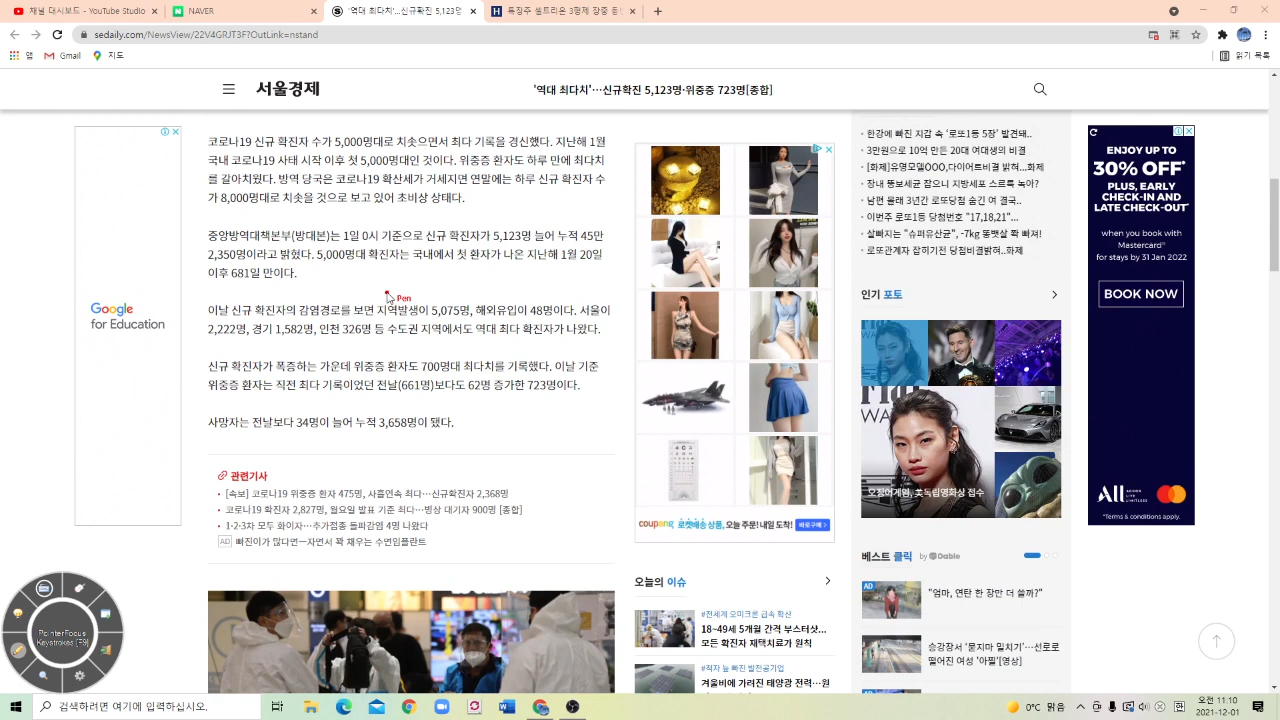 재널 대시보드 - YouTube St
NAVER
'역대 최다치'…신규확진 5,123명
특징주 셀트리온 3형제 장중 동반
sedaily.com/NewsView/22V4GRJT3F?OutLink=nstand
앱
Gmail
지도
읽기 목록
서울경제
'역대 최다치'…신규확진 5,123명·위중증 723명[종합]
코로나19 신규 확진자 수가 5,000명대로 치솟으면서 최다 기록을 경신했다. 지난해 1월
국내 코로나19 사태 시작 이후 첫 5,000명대인 것이다. 위중증 환자도 하루 만에 최다치
를 갈아치웠다. 방역 당국은 코로나19 확산세가 거세 이번달에는 하루 신규 확진자 수
가 8,000명대로 치솟을 것으로 보고 있어 초비상 상태다.
중앙방역대책본부(방대본)는 1일 0시 기준으로 신규 확진자가 5,123명 늘어 누적 45만
2,350명이라고 밝혔다. 5,000명대 확진자는 국내에서 첫 환자가 나온 지난해 1월 20일
이후 681일 만이다.
Pen
이날 신규 확진자의 감염경로를 보면 지역발생이 5,075명, 해외유입이 48명이다. 서울이
2,222명, 경기 1,582명, 인천 326명 등 수도권 지역에서도 역대 최다 확진자가 나왔다.
신규 확진자가 폭증하는 가운데 위중증 환자도 700명대 최다치를 기록했다. 이날 기준
위중증 환자는 직전 최다 기록이었던 전날(661명)보다도 62명 증가한 723명이다.
사망자는 전날보다 34명이 늘어 누적 3,658명이 됐다.
관련기사
[속보] 코로나19 위중증 환자 475명, 사흘연속 최다…신규확진자 2,368명
코로나19 확진자 2,827명, 월요일 발표 기준 최다…병상 대기자 900명 [종합]
1·2·3차 모두 화이자…추가접종 돌파감염 4명 나왔다
AD 빠진이가 많다면—자면서 꽉 채우는 수면임플란트
Google
for Education
PointerFocus
Keystrokes (F9)
coupang 로켓배송 상품, 오늘 주문! 내일 도착! 바로구매 >
오늘의 이슈
#전세계 오미크론 급속 확산
18~49세 5개월 간격 부스터샷…
모든 확진자 재택치료가 원칙
#적자 늪 빠진 발전공기업
겨울비에 가려진 태양광 전력…원
한강에 빠진 지갑 속 '로또1등 5장' 발견돼..
3만원으로 10억 만든 20대 여대생의 비결
[화제]유명모델OOO,다이어트비결 밝혀...화제
장내 뚱보세균 잡으니 지방세포 스르륵 녹아?
남편 몰래 3년간 로또당첨 숨긴 여 결국..
이번주 로또1등 당첨번호 "17,18,21"...
살빠지는 "슈퍼유산균", -7kg 똥뱃살 쫙 빠져!
로또관계자 잡히기전 당첨비결밝혀..화제
인기 포토
오징어게임, 美독립영화상 접수
베스트 클릭 by Dable
AD
"엄마, 연탄 한 장만 더 쓸까?"
승강장서 '묻지마 밀치기'…선로로
떨어진 여성 '아찔'[영상]
AD
ENJOY UP TO
30% OFF*
PLUS, EARLY
CHECK-IN AND
LATE CHECK-OUT*
when you book with
Mastercard®
for stays by 31 Jan 2022
BOOK NOW
ALL ACCOR LIVE LIMITLESS
*Terms & conditions apply.
검색하려면 여기에 입력하십시오.
0°C 맑음
오전 11:10
2021-12-01